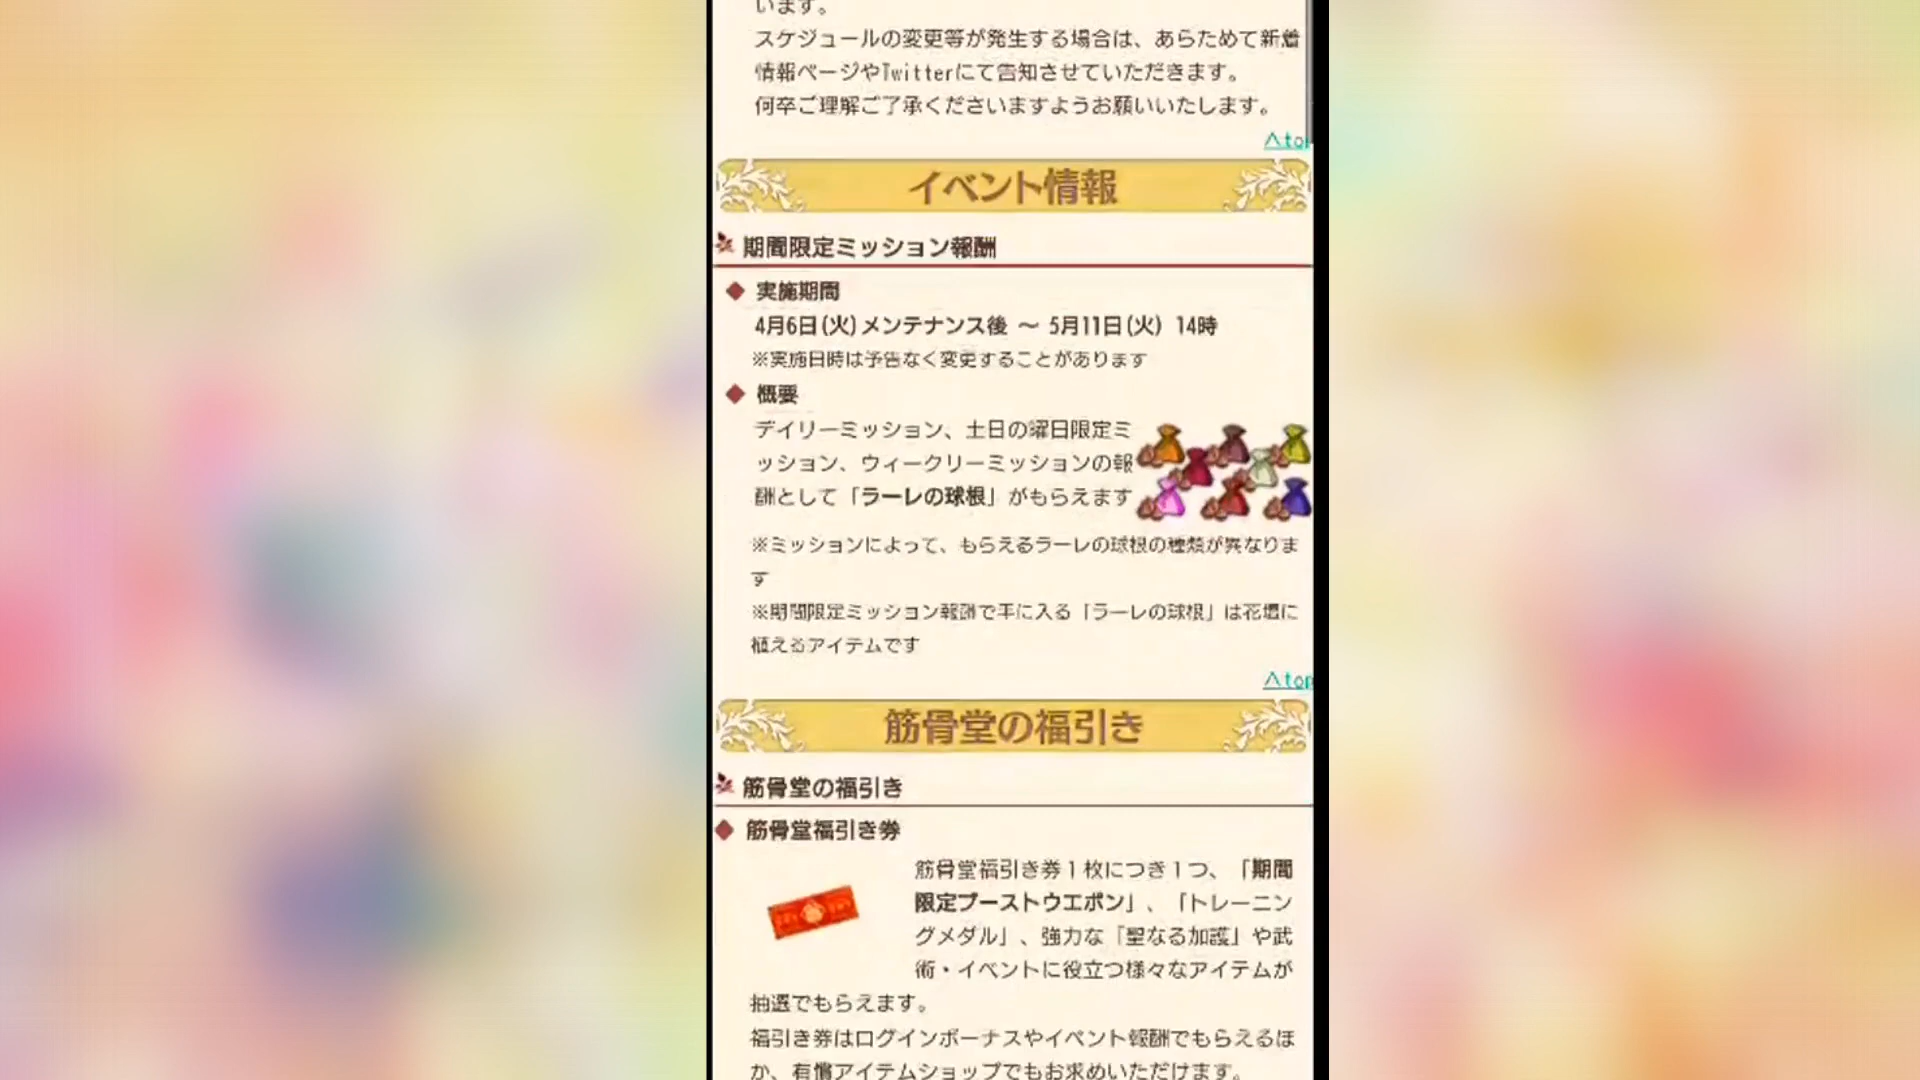 います。
スケジュールの変更等が発生する場合は、あらためて新着
情報ページやTwitterにて告知させていただきます。
何卒ご理解ご了承くださいますようお願いいたします。
△top
イベント情報
期間限定ミッション報酬
◆ 実施期間
4月6日(火)メンテナンス後 ～ 5月11日(火) 14時
※実施日時は予告なく変更することがあります
◆ 概要
デイリーミッション、土日の曜日限定ミ
ッション、ウィークリーミッションの報
酬として「ラーレの球根」がもらえます
※ミッションによって、もらえるラーレの球根の種類が異なりま
す
※期間限定ミッション報酬で手に入る「ラーレの球根」は花壇に
植えるアイテムです
△top
筋骨堂の福引き
筋骨堂の福引き
◆ 筋骨堂福引き券
筋骨堂福引き券1枚につき1つ、「期間
限定ブーストウエポン」、「トレーニン
グメダル」、強力な「聖なる加護」や武
術・イベントに役立つ様々なアイテムが
抽選でもらえます。
福引き券はログインボーナスやイベント報酬でもらえるほ
か、有償アイテムショップでもお求めいただけます。